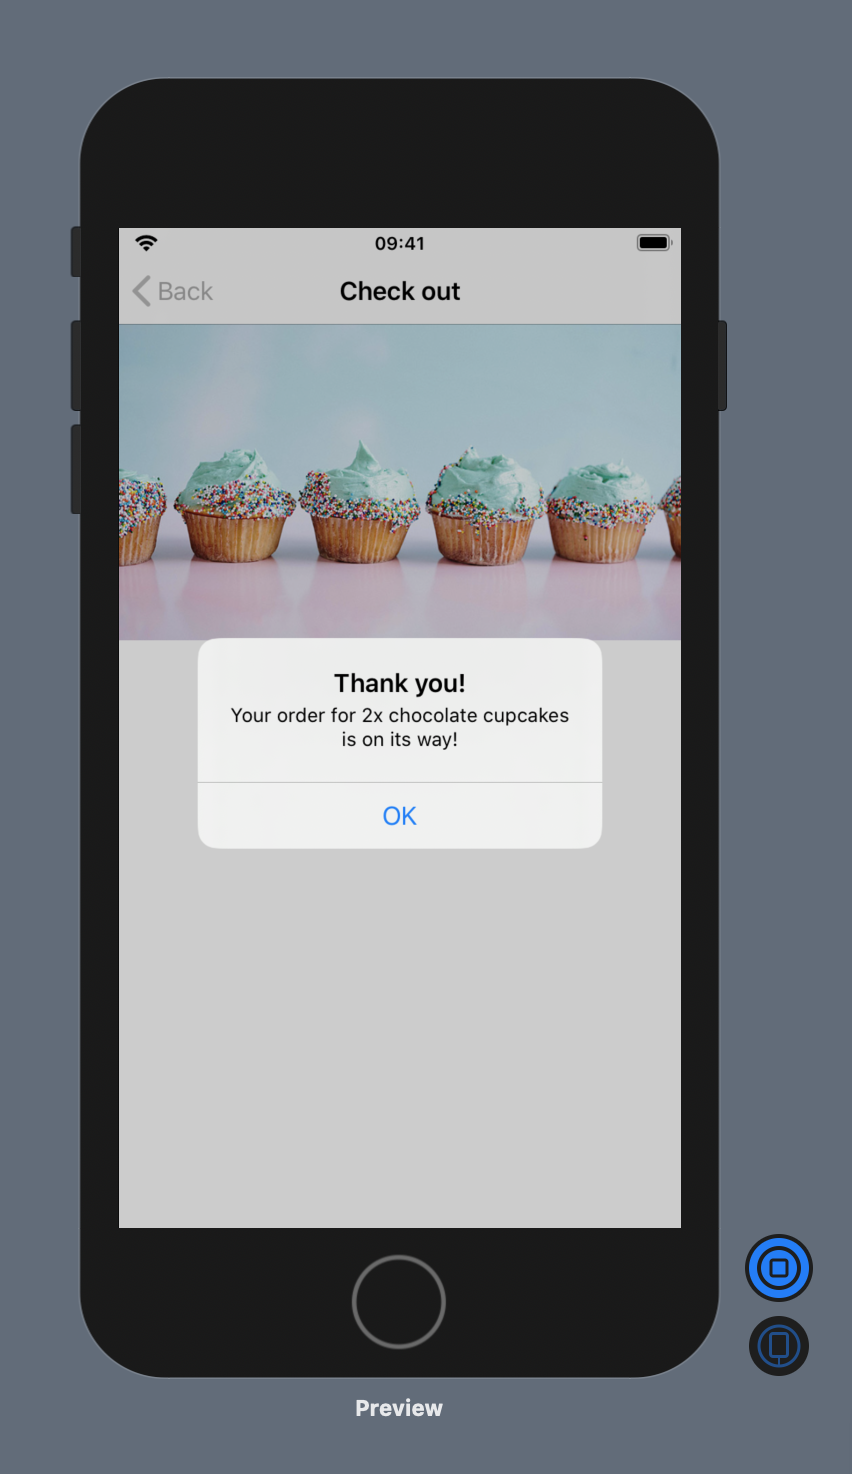 09:41
Back
Check out
Thank you!
Your order for 2x chocolate cupcakes
is on its way!
OK
Preview